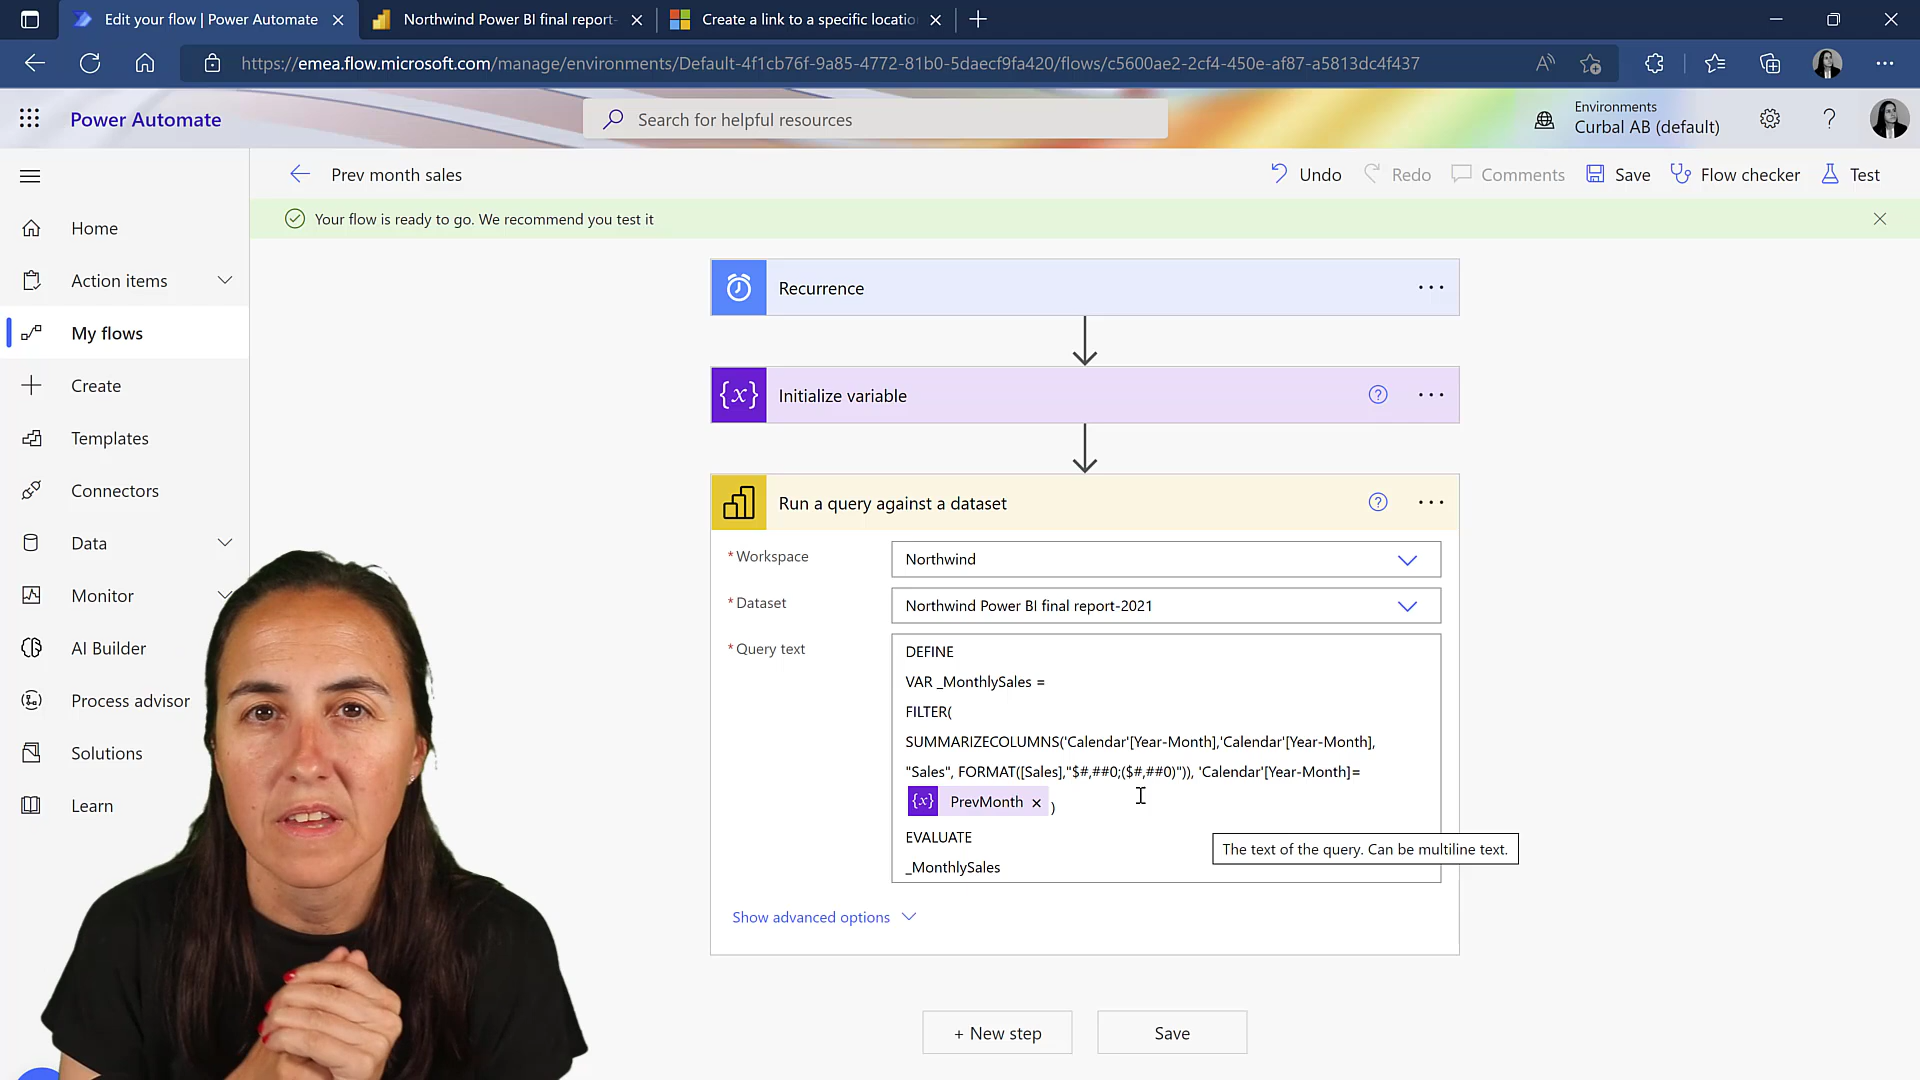 Edit your flow | Power Automate
Northwind Power BI final report-
Create a link to a specific locatio
https://emea.flow.microsoft.com/manage/environments/Default-4f1cb76f-9a85-4772-81b0-5daecf9fa420/flows/c5600ae2-2cf4-450e-af87-a5813dc4f437
Power Automate
Search for helpful resources
Environments
Curbal AB (default)
Prev month sales
Undo
Redo
Comments
Save
Flow checker
Test
Your flow is ready to go. We recommend you test it
Home
Action items
My flows
Create
Templates
Connectors
Data
Monitor
AI Builder
Process advisor
Solutions
Learn
Recurrence
{x} Initialize variable
Run a query against a dataset
* Workspace
Northwind
* Dataset
Northwind Power BI final report-2021
* Query text
DEFINE
VAR _MonthlySales =
FILTER(
SUMMARIZECOLUMNS('Calendar'[Year-Month],'Calendar'[Year-Month],
"Sales", FORMAT([Sales],"$#,##0;($#,##0)")), 'Calendar'[Year-Month]=
{x} PrevMonth × )
EVALUATE
_MonthlySales
The text of the query. Can be multiline text.
Show advanced options
+ New step
Save